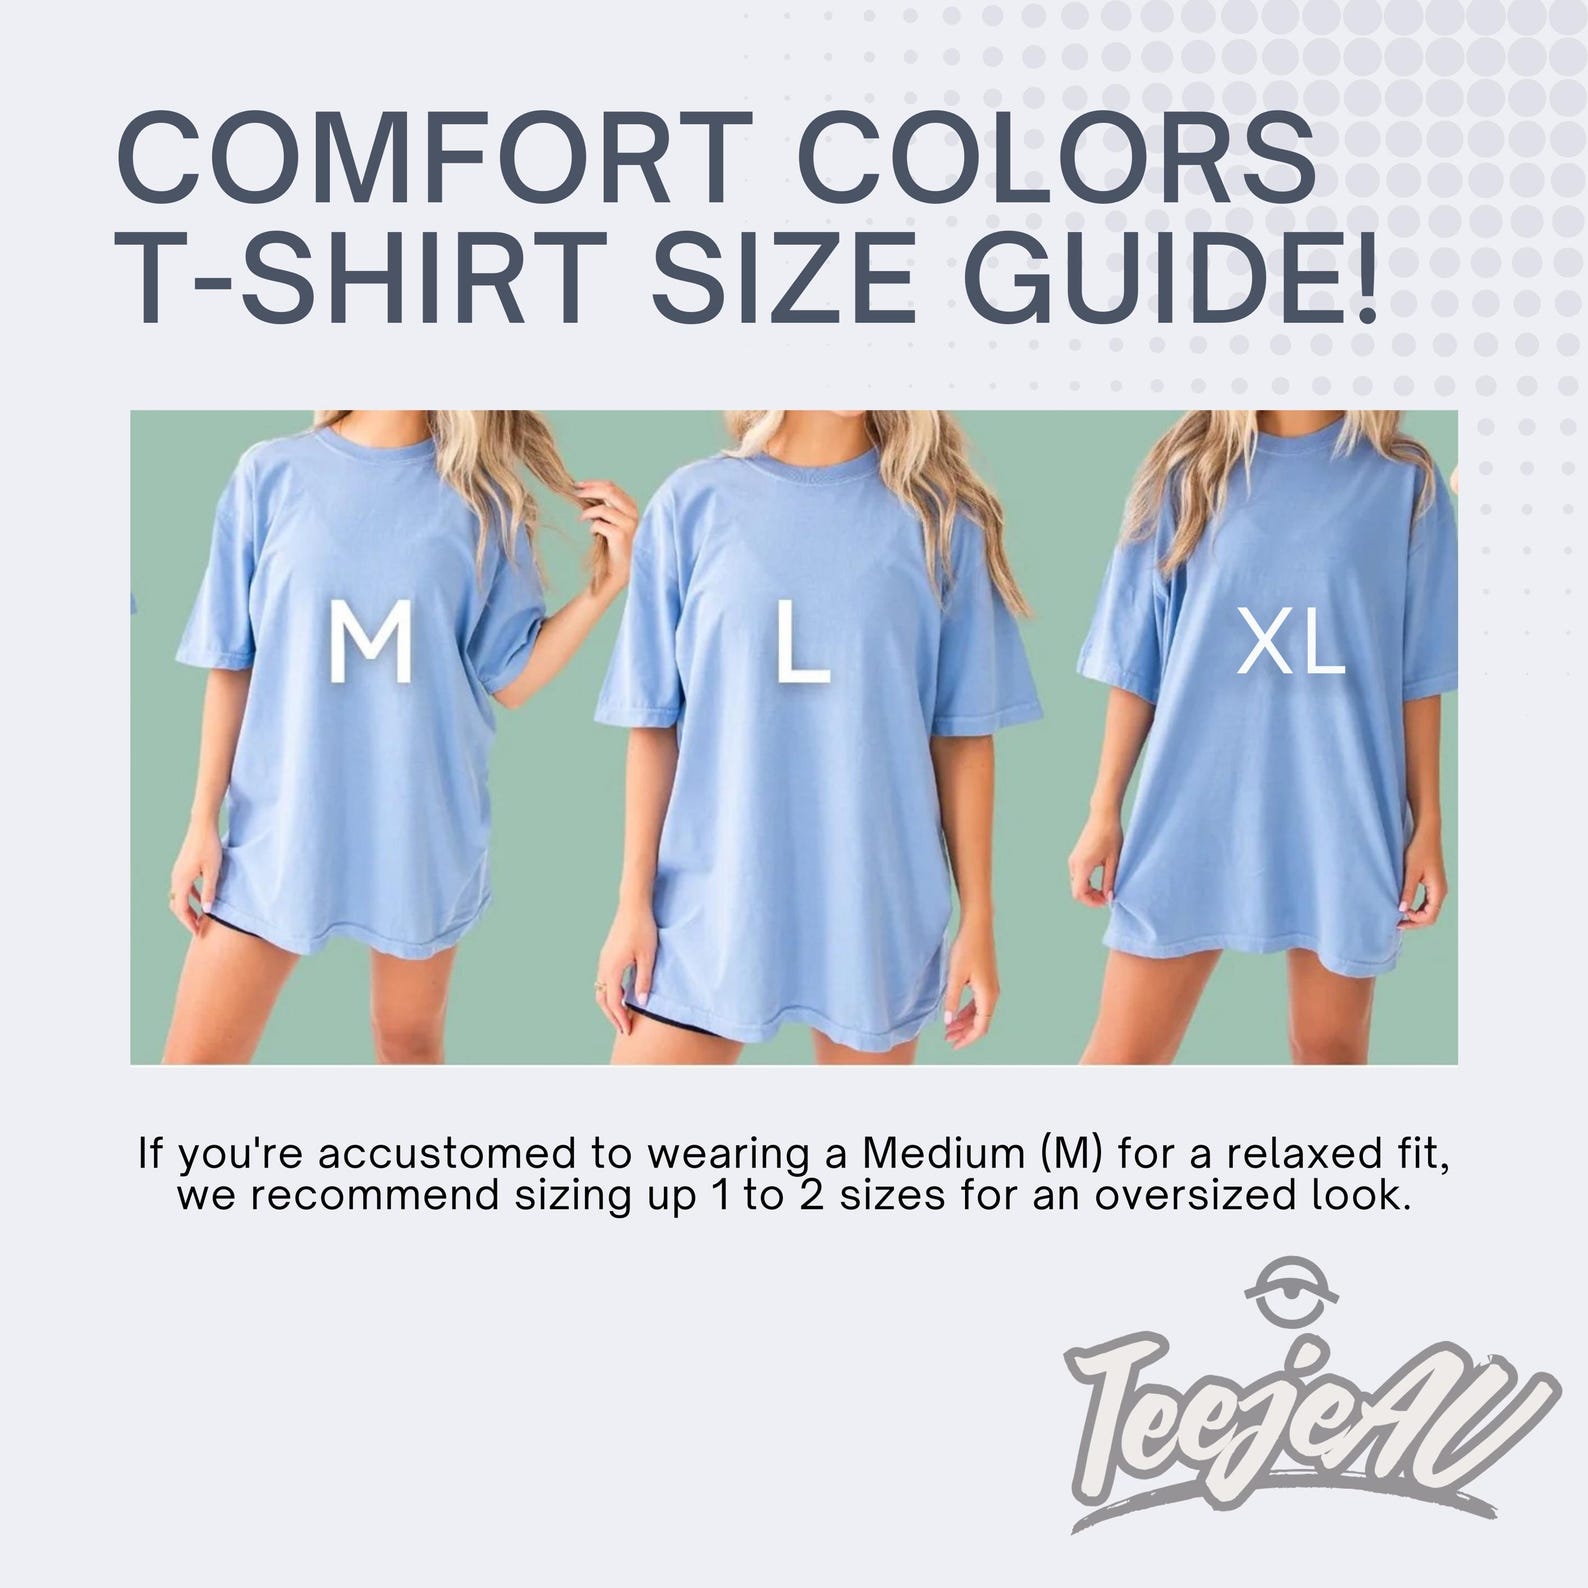 COMFORT COLORS
T-SHIRT SIZE GUIDE!
M
L
XL
If you're accustomed to wearing a Medium (M) for a relaxed fit,
we recommend sizing up 1 to 2 sizes for an oversized look.
TeejeAU